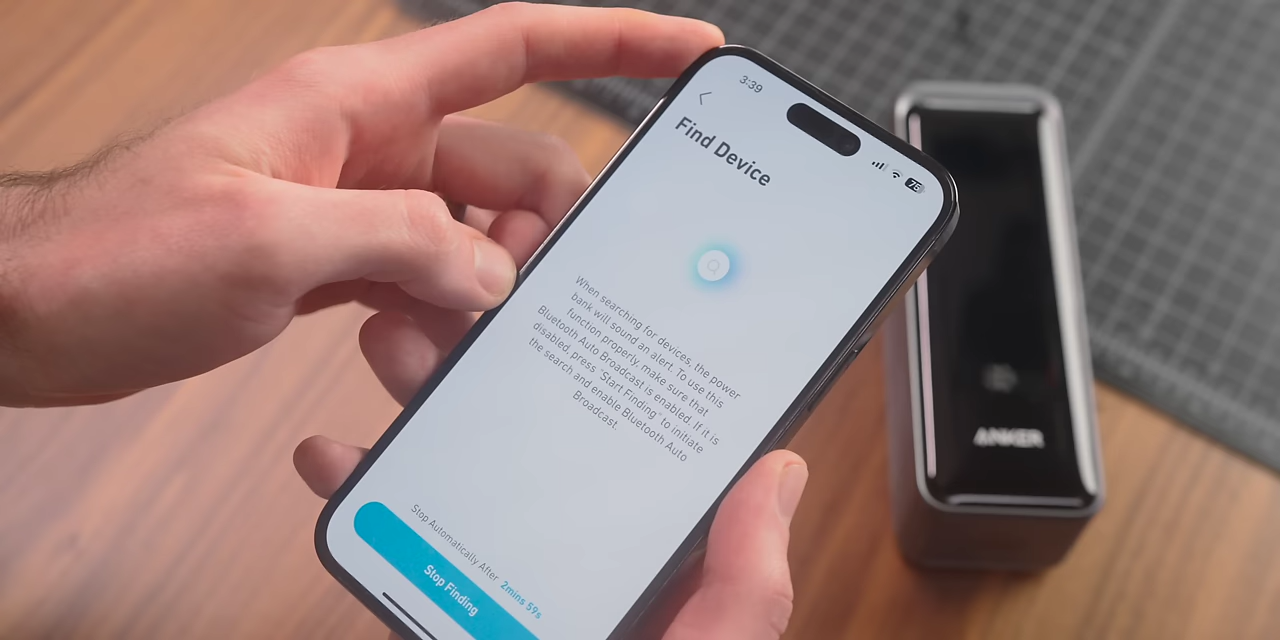 3:39
75
Find Device
When searching for devices, the power
bank will sound an alert. To use this
function properly, make sure that
Bluetooth Auto Broadcast is enabled. If it is
disabled, press "Start Finding" to initiate
the search and enable Bluetooth Auto
Broadcast.
Stop Automatically After 2mins 59s
Stop Finding
ANKER